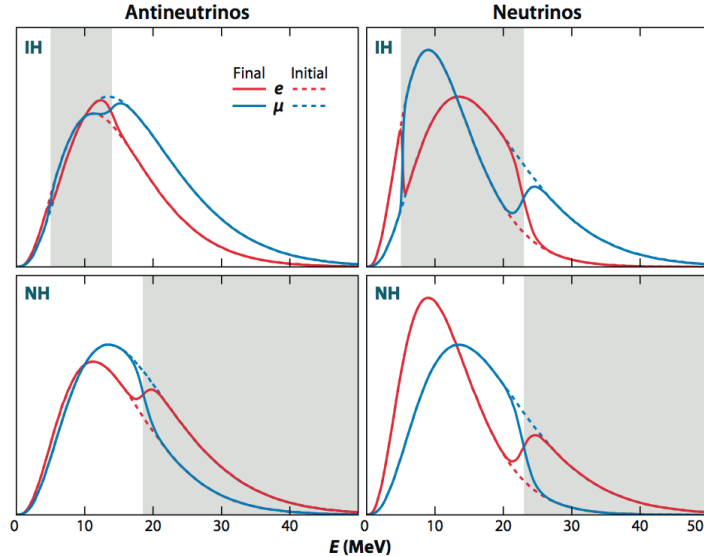 Antineutrinos
Neutrinos
IH
Final Initial
e
μ
IH
NH
NH
0 10 20 30 40
0 10 20 30 40 50
E (MeV)